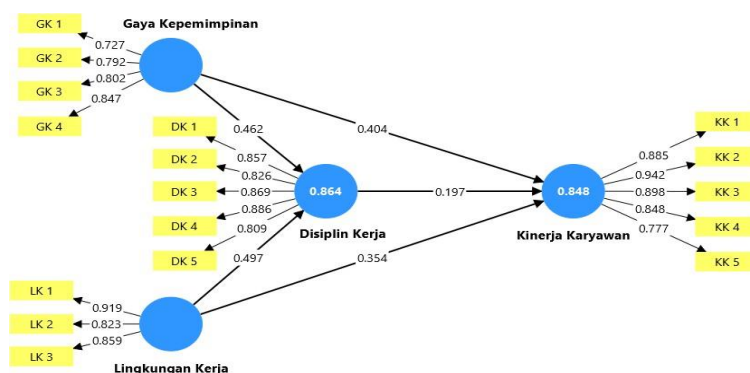 Gaya Kepemimpinan
GK 1
0.727
GK 2
0.792
GK 3
0.802
GK 4
0.847
0.462
0.404
DK 1
0.857
DK 2
0.826
DK 3
0.869
DK 4
0.886
DK 5
0.809
0.864
Disiplin Kerja
0.197
0.848
Kinerja Karyawan
KK 1
0.885
KK 2
0.942
KK 3
0.898
KK 4
0.848
KK 5
0.777
0.497
0.354
LK 1
0.919
LK 2
0.823
LK 3
0.859
Lingkungan Kerja